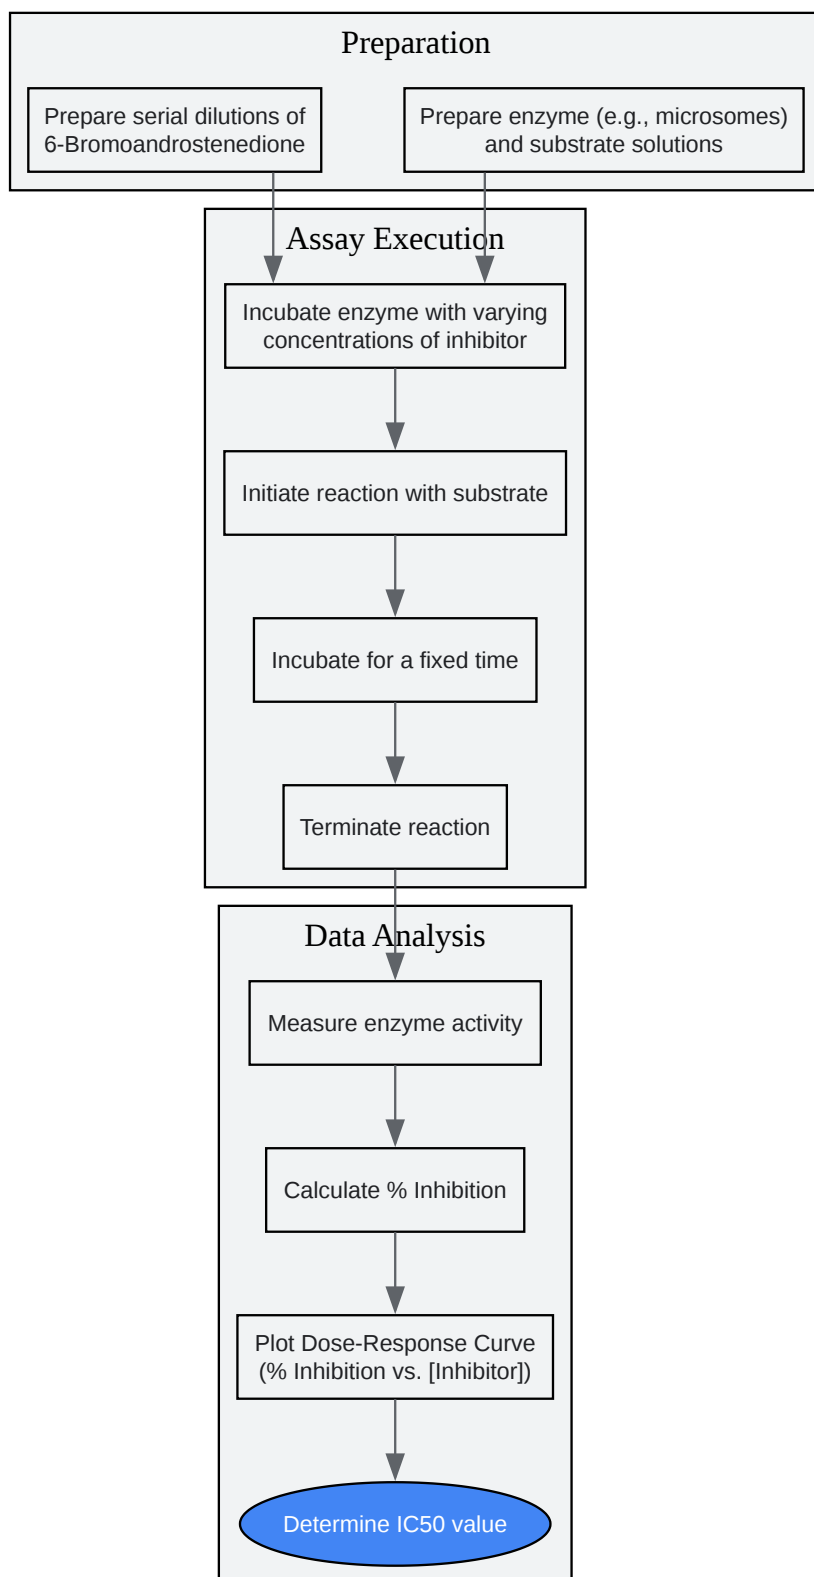 Preparation
Prepare serial dilutions of
6-Bromoandrostenedione
Prepare enzyme (e.g., microsomes)
and substrate solutions
Assay Execution
Incubate enzyme with varying
concentrations of inhibitor
Initiate reaction with substrate
Incubate for a fixed time
Terminate reaction
Data Analysis
Measure enzyme activity
Calculate % Inhibition
Plot Dose-Response Curve
(% Inhibition vs. [Inhibitor])
Determine IC50 value